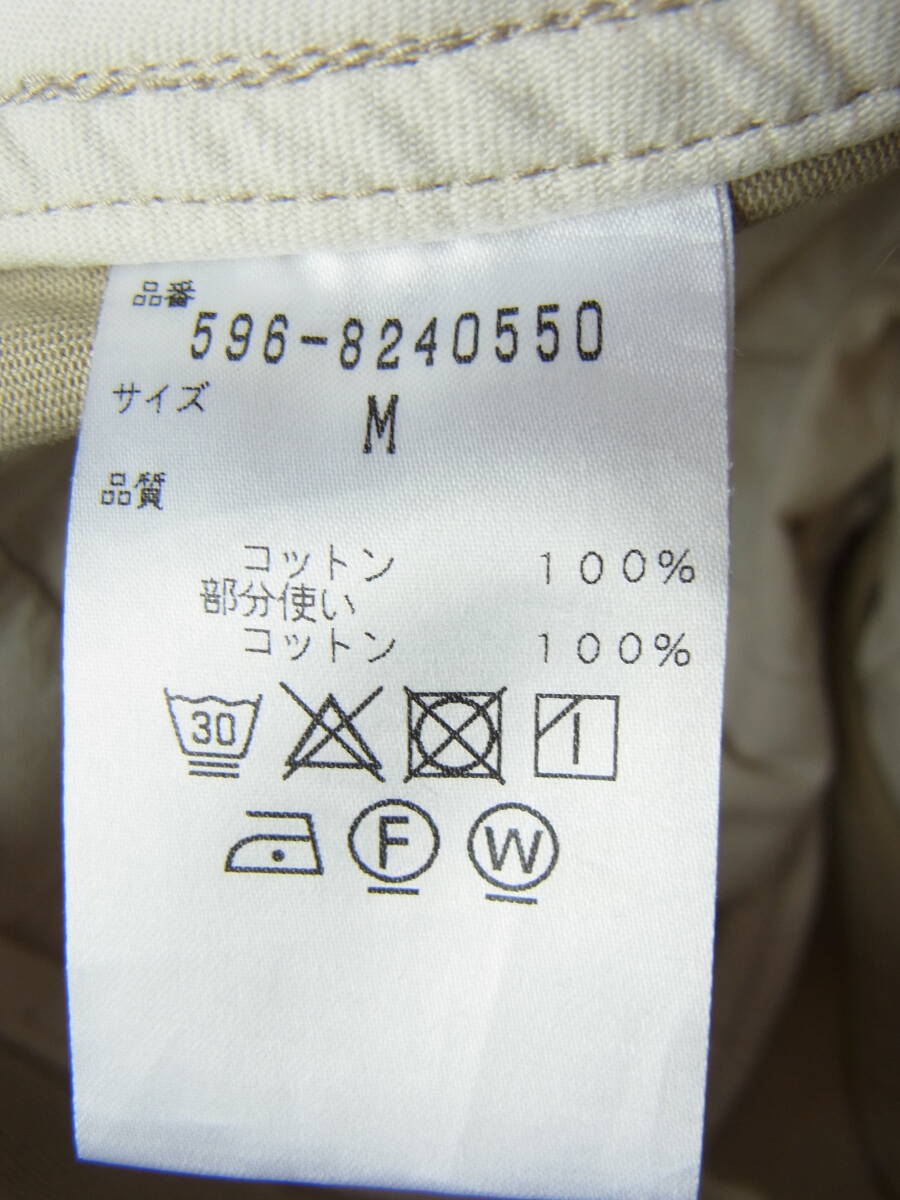 品番
596-8240550
サイズ M
品質
コットン 100%
部分使い
コットン 100%
30
F W